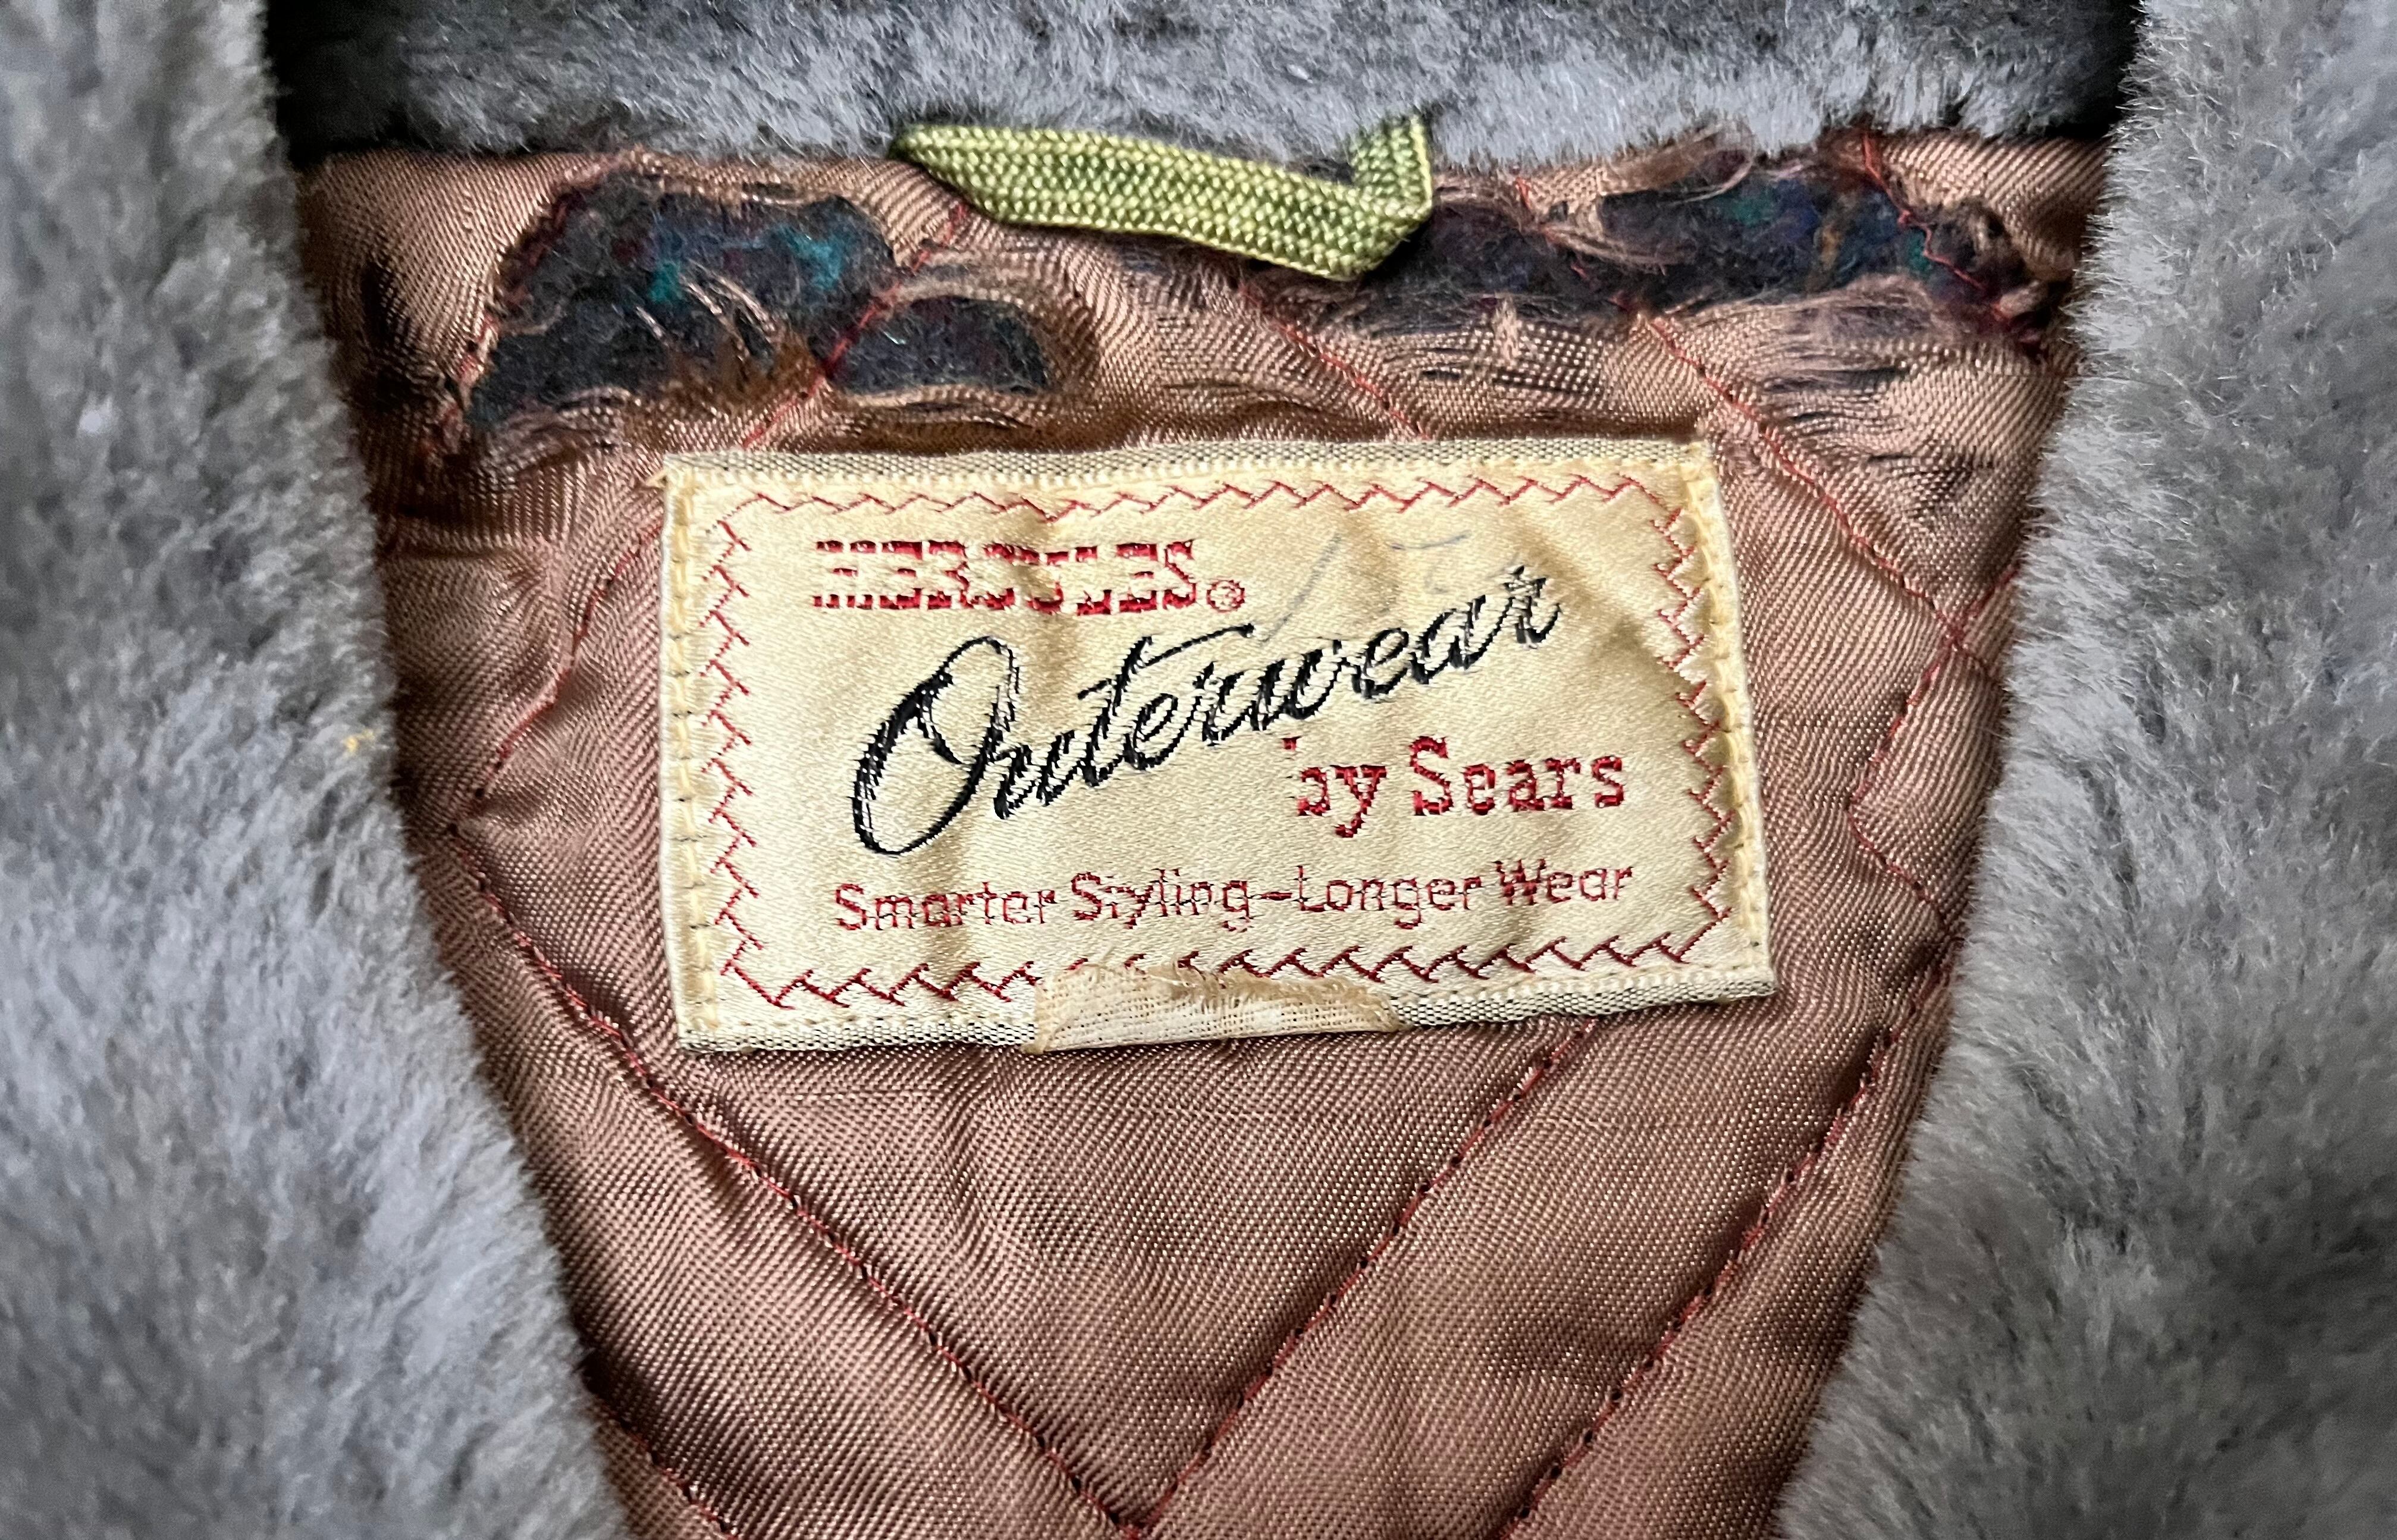 HERCULES®
Outerwear
by Sears
Smarter Styling-Longer Wear